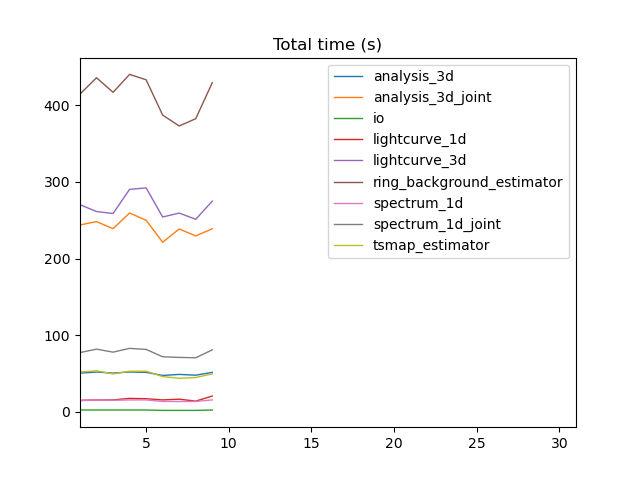 Total time (s)
analysis_3d
analysis_3d_joint
io
lightcurve_1d
lightcurve_3d
ring_background_estimator
spectrum_1d
spectrum_1d_joint
tsmap_estimator
400
300
200
100
0
5 10 15 20 25 30